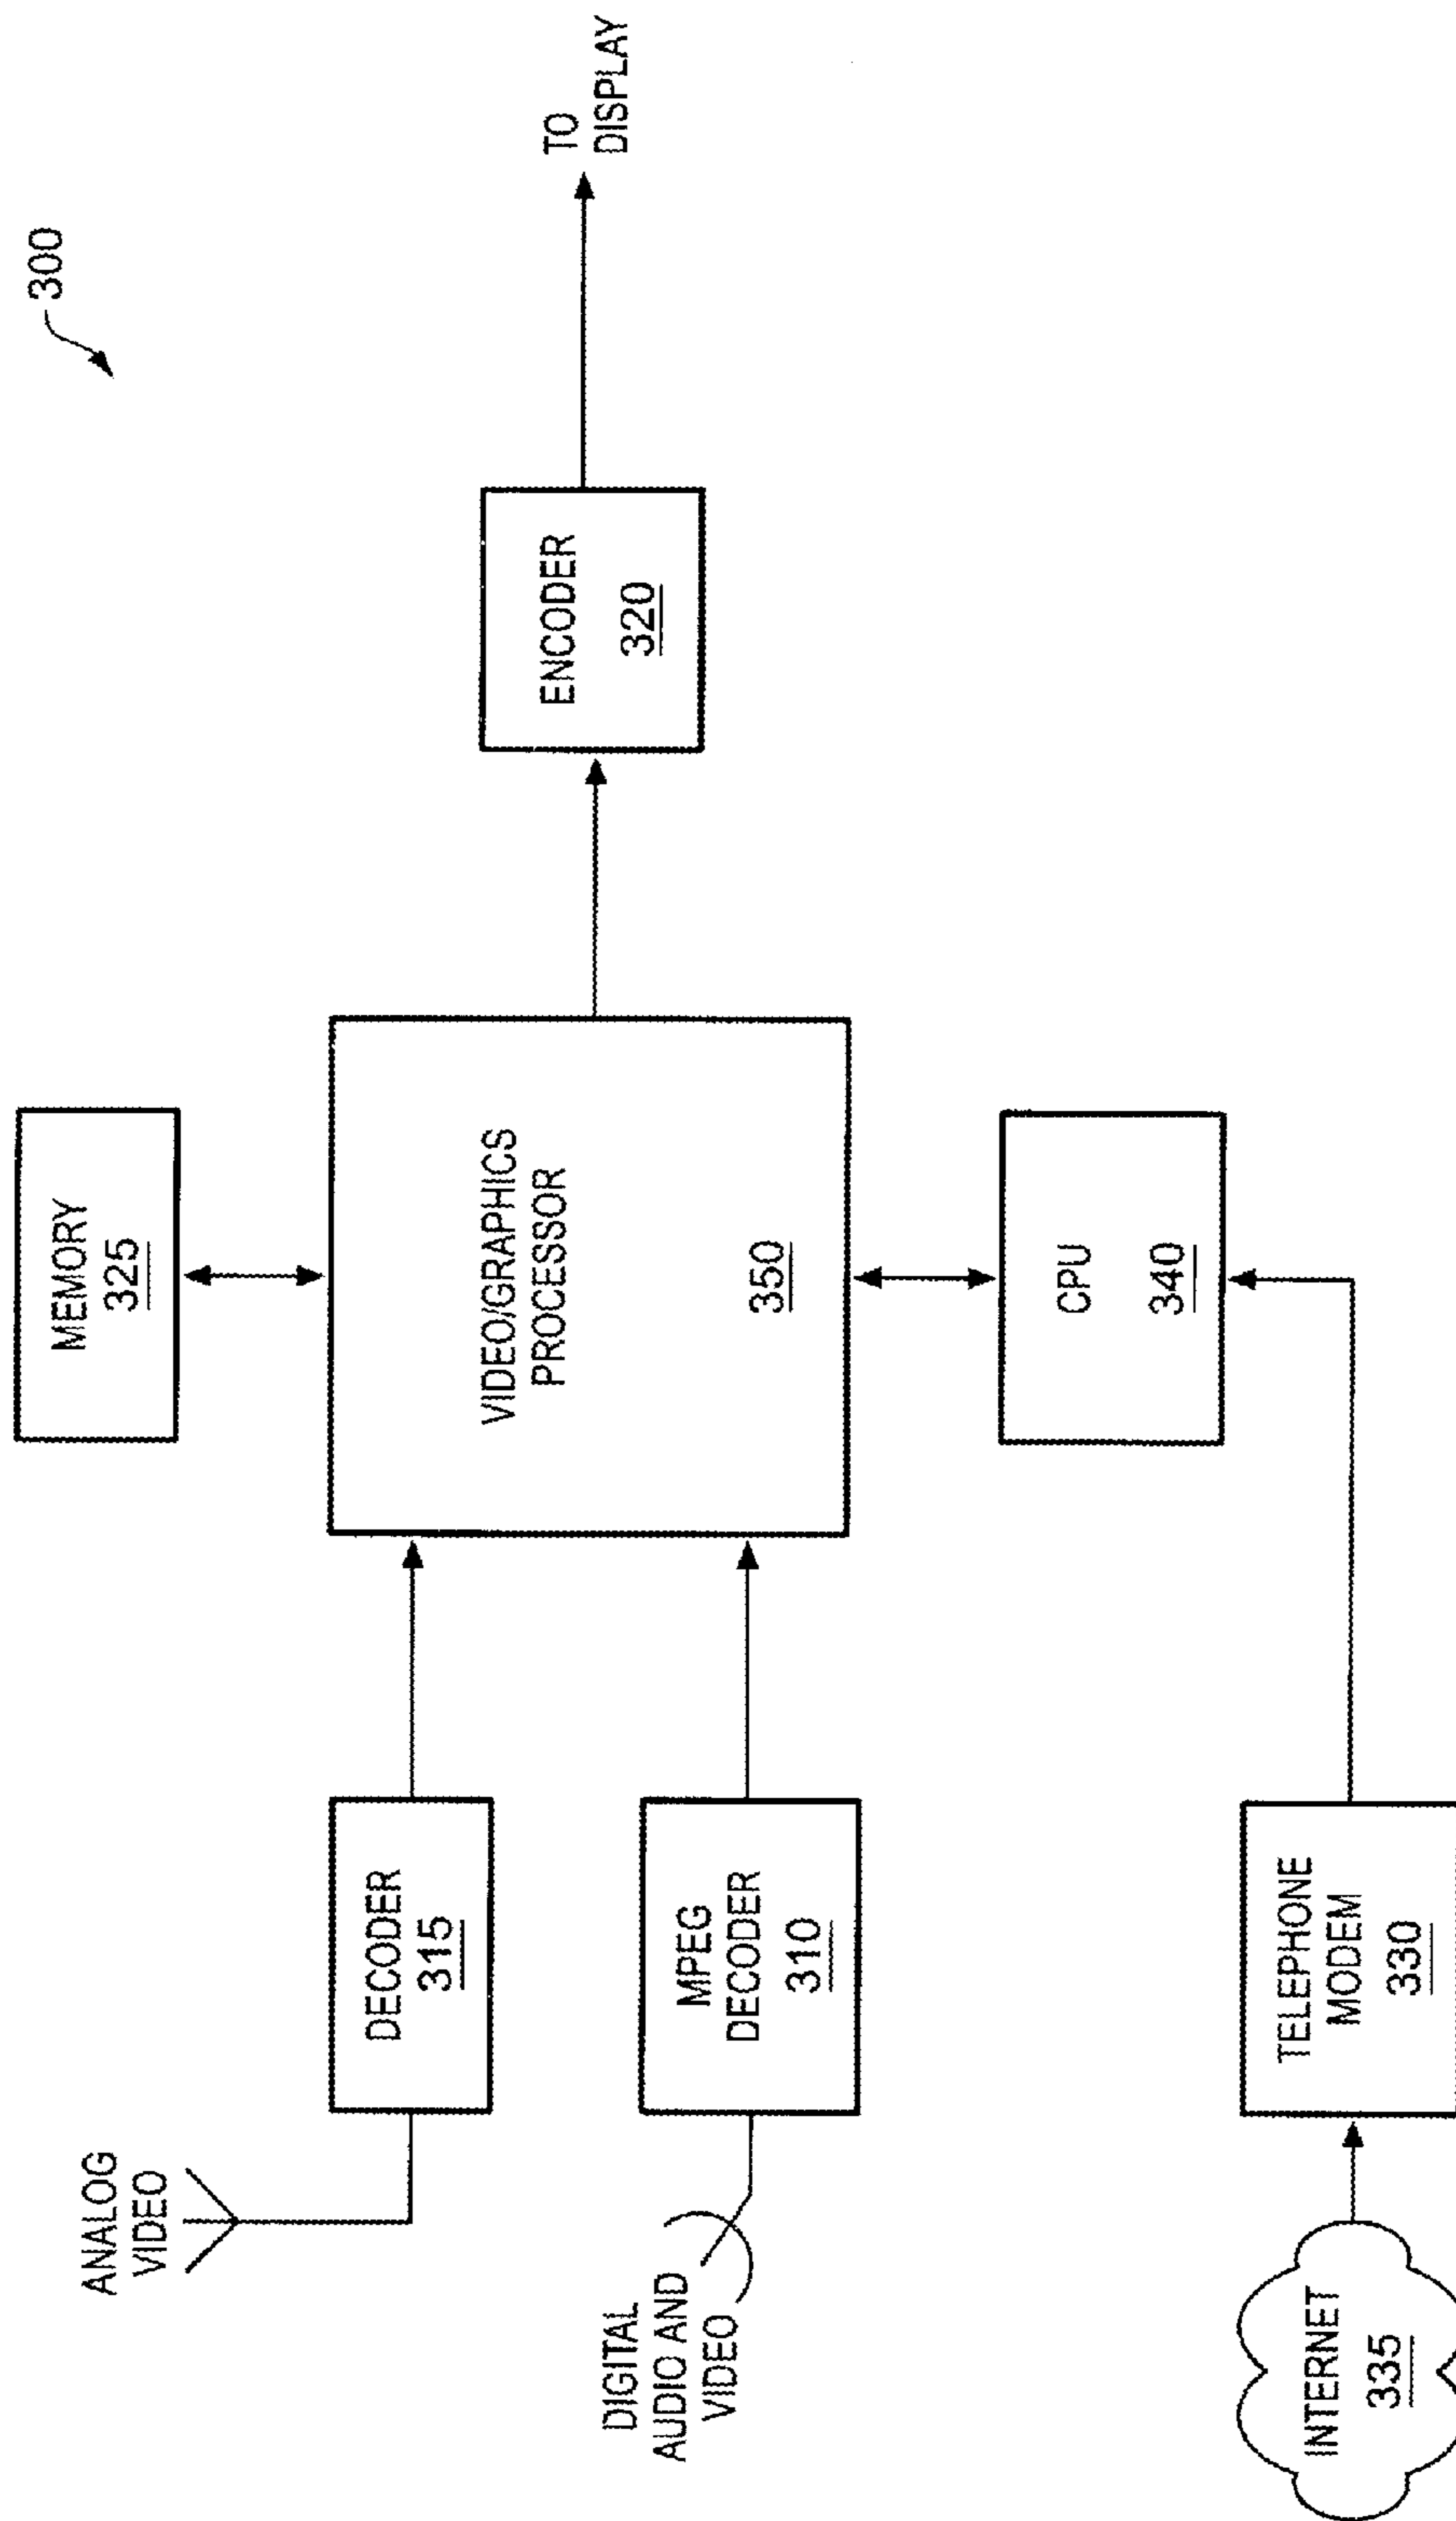 300
MEMORY
325
ANALOG
VIDEO
DECODER
315
VIDEO/GRAPHICS
PROCESSOR
350
ENCODER
320
TO
DISPLAY
DIGITAL
AUDIO AND
VIDEO
MPEG
DECODER
310
CPU
340
INTERNET
335
TELEPHONE
MODEM
330